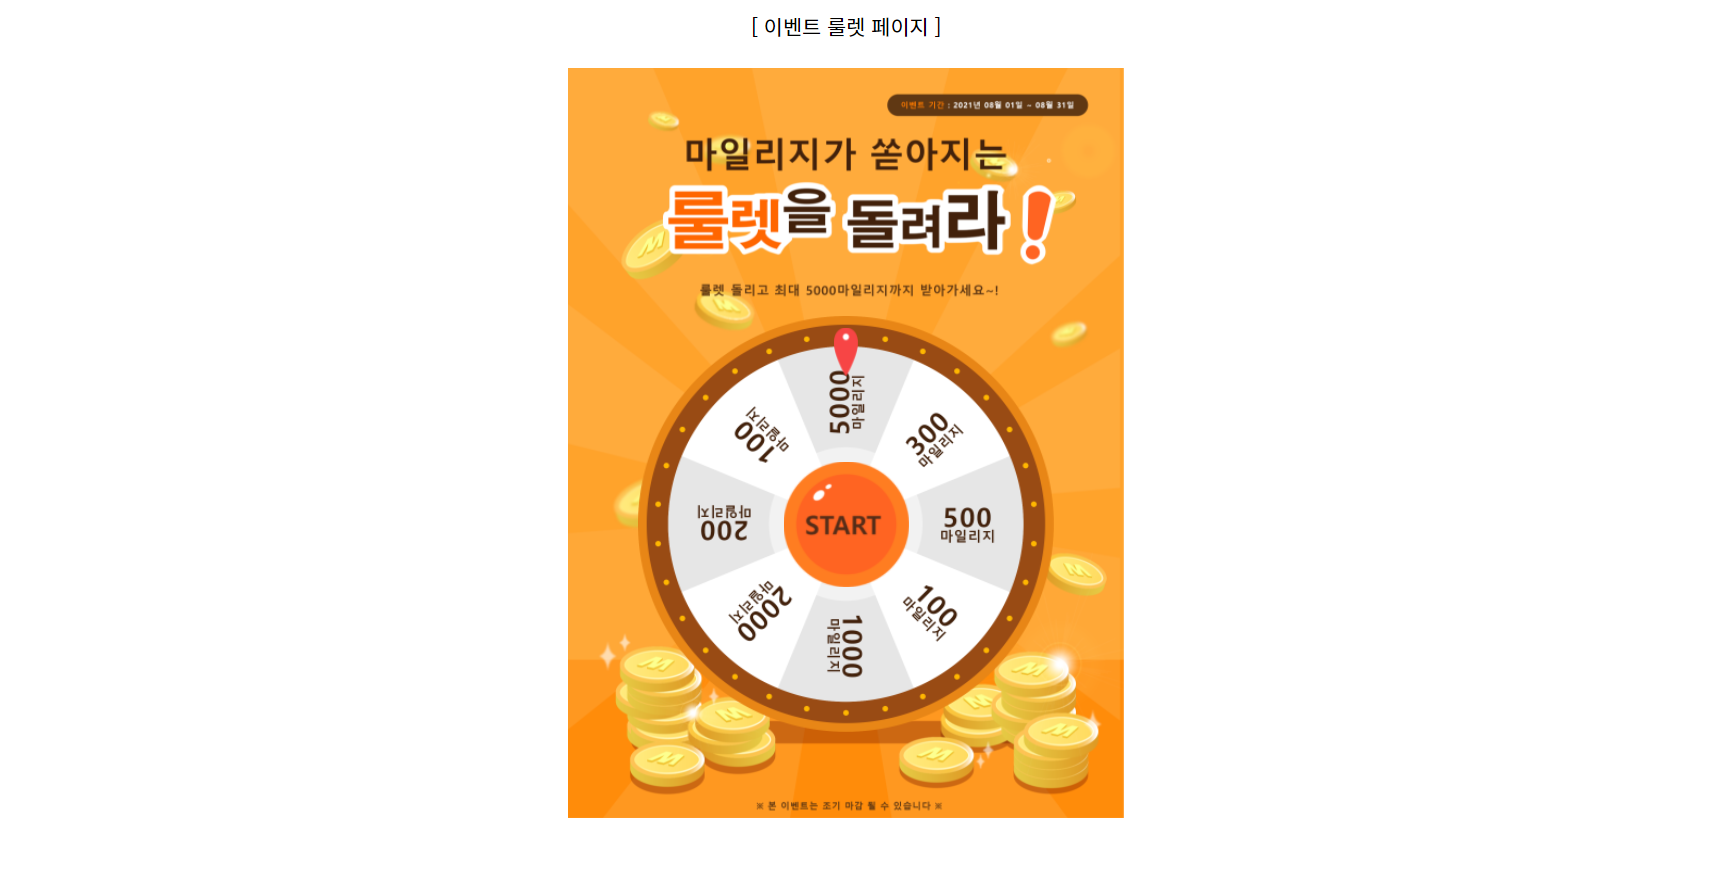 [ 이벤트 룰렛 페이지 ]
이벤트 기간 : 2021년 08월 01일 ~ 08월 31일
마일리지가 쏟아지는
룰렛을 돌려라!
룰렛 돌리고 최대 5000마일리지까지 받아가세요~!
5000
마일리지
300
마일리지
500
마일리지
100
마일리지
1000
마일리지
2000
마일리지
200
마일리지
100
마일리지
START
※ 본 이벤트는 조기 마감 될 수 있습니다 ※